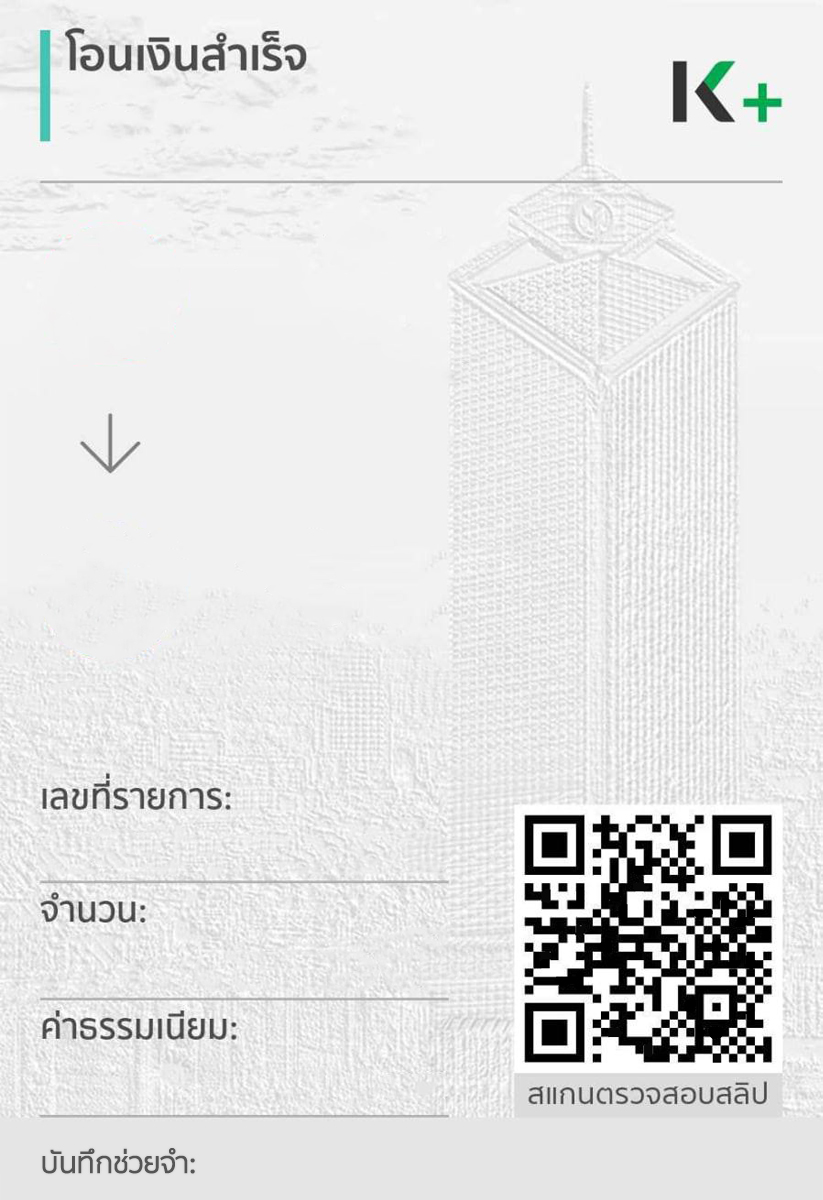 โอนเงินสำเร็จ
K+
เลขที่รายการ:
จำนวน:
ค่าธรรมเนียม:
สแกนตรวจสอบสลิป
บันทึกช่วยจำ: